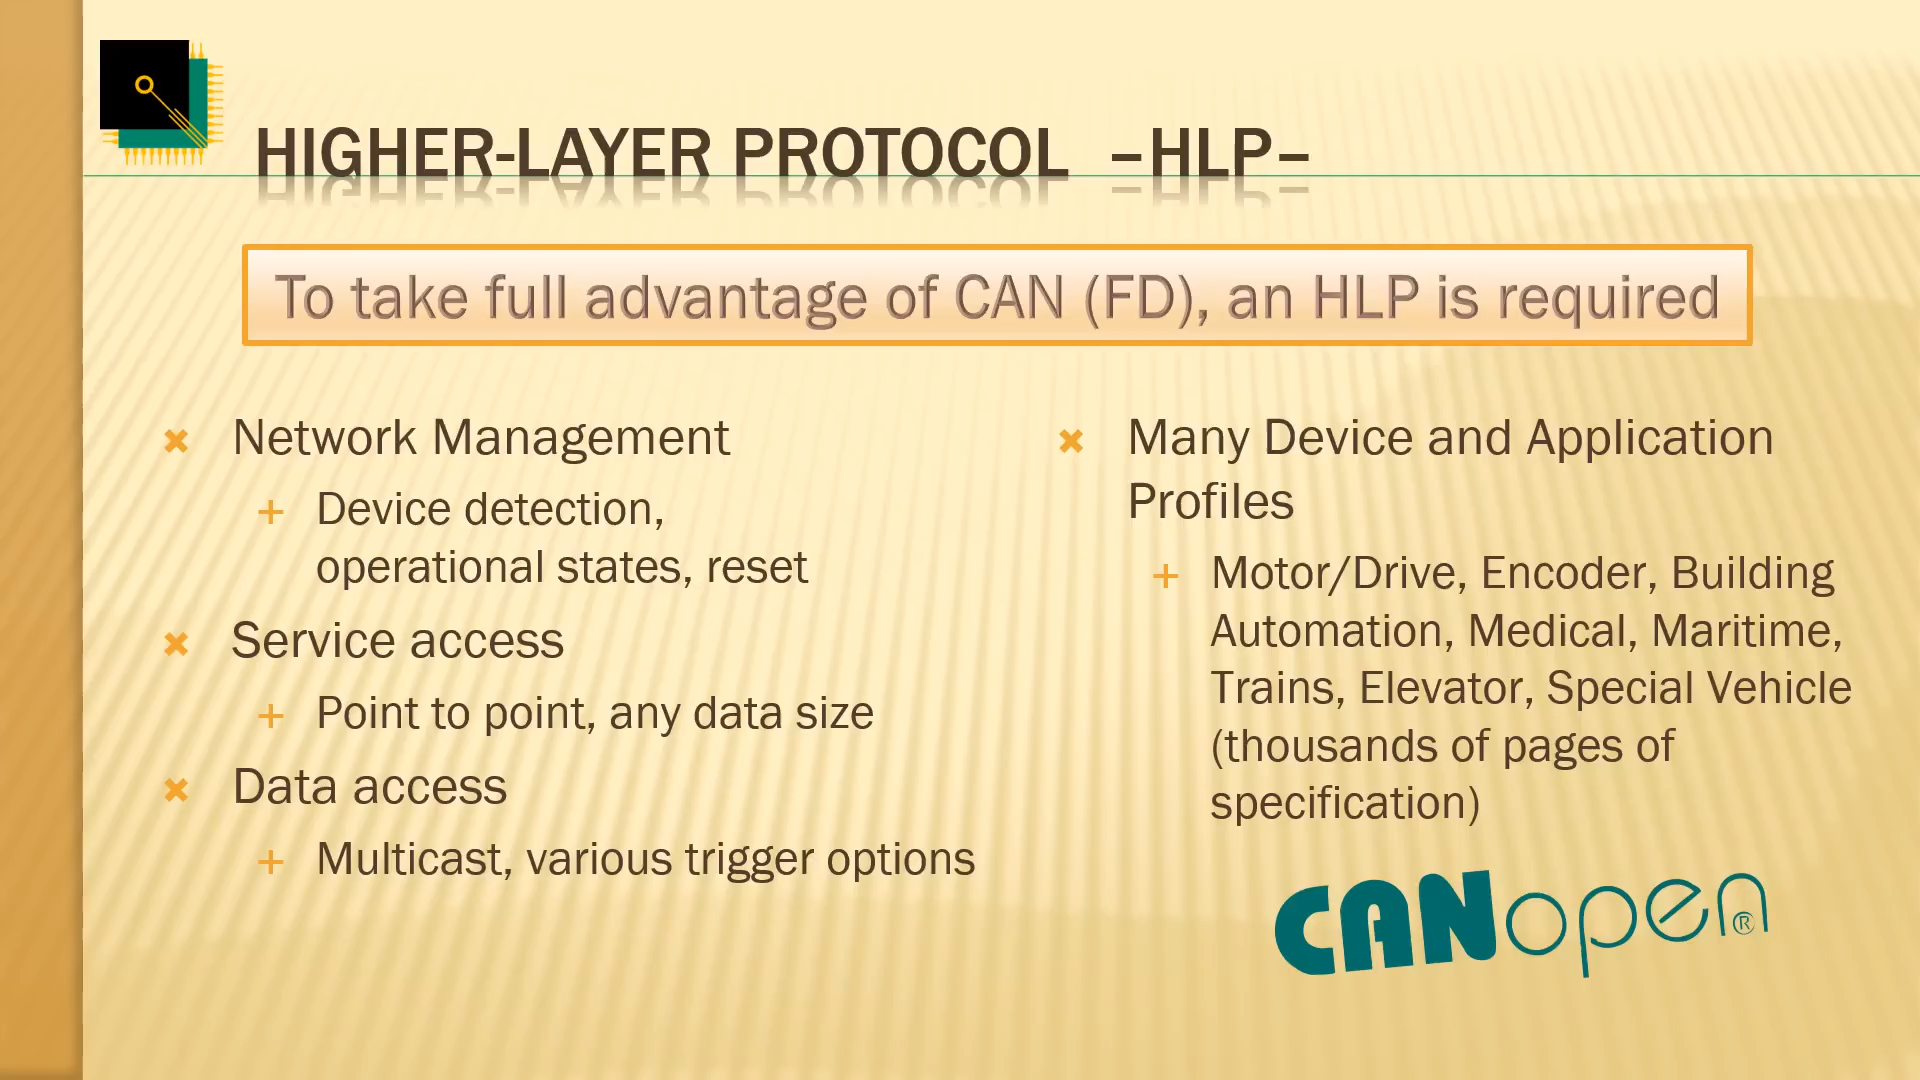 HIGHER-LAYER PROTOCOL –HLP–
To take full advantage of CAN (FD), an HLP is required
Network Management
Device detection,
operational states, reset
Service access
Point to point, any data size
Data access
Multicast, various trigger options
Many Device and Application
Profiles
Motor/Drive, Encoder, Building
Automation, Medical, Maritime,
Trains, Elevator, Special Vehicle
(thousands of pages of
specification)
CANopen®